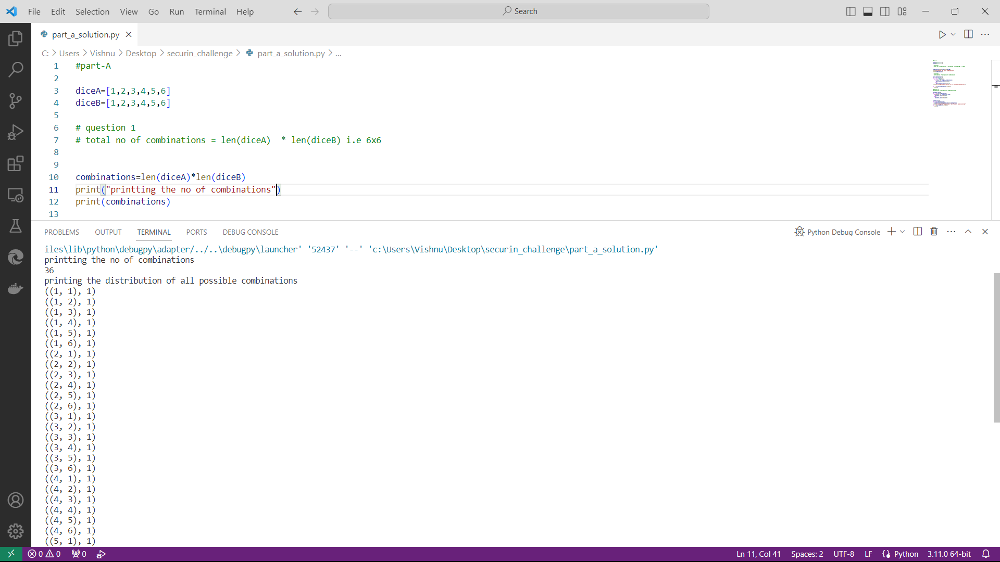 File Edit Selection View Go Run Terminal Help Search
part_a_solution.py
C: > Users > Vishnu > Desktop > securin_challenge > part_a_solution.py > ...
1 #part-A
2
3 diceA=[1,2,3,4,5,6]
4 diceB=[1,2,3,4,5,6]
5
6 # question 1
7 # total no of combinations = len(diceA)  * len(diceB) i.e 6x6
8
9
10 combinations=len(diceA)*len(diceB)
11 print("printting the no of combinations")
12 print(combinations)
13
PROBLEMS OUTPUT TERMINAL PORTS DEBUG CONSOLE Python Debug Console
iles\lib\python\debugpy\adapter/../..\debugpy\launcher' '52437' '--' 'c:\Users\Vishnu\Desktop\securin_challenge\part_a_solution.py'
printting the no of combinations
36
printing the distribution of all possible combinations
((1, 1), 1)
((1, 2), 1)
((1, 3), 1)
((1, 4), 1)
((1, 5), 1)
((1, 6), 1)
((2, 1), 1)
((2, 2), 1)
((2, 3), 1)
((2, 4), 1)
((2, 5), 1)
((2, 6), 1)
((3, 1), 1)
((3, 2), 1)
((3, 3), 1)
((3, 4), 1)
((3, 5), 1)
((3, 6), 1)
((4, 1), 1)
((4, 2), 1)
((4, 3), 1)
((4, 4), 1)
((4, 5), 1)
((4, 6), 1)
((5, 1), 1)
0 0 0 Ln 11, Col 41 Spaces: 2 UTF-8 LF Python 3.11.0 64-bit